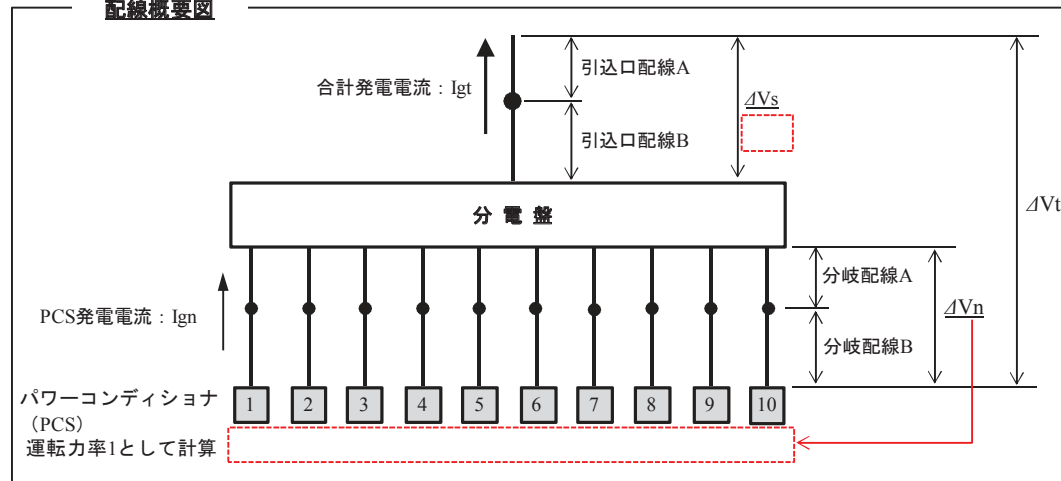 配線概要図
合計発電電流：Igt
引込口配線A
ΔVs
引込口配線B
ΔVt
分 電 盤
分岐配線A
PCS発電電流：Ign
ΔVn
分岐配線B
パワーコンディショナ
（PCS）
1 2 3 4 5 6 7 8 9 10
運転力率1として計算